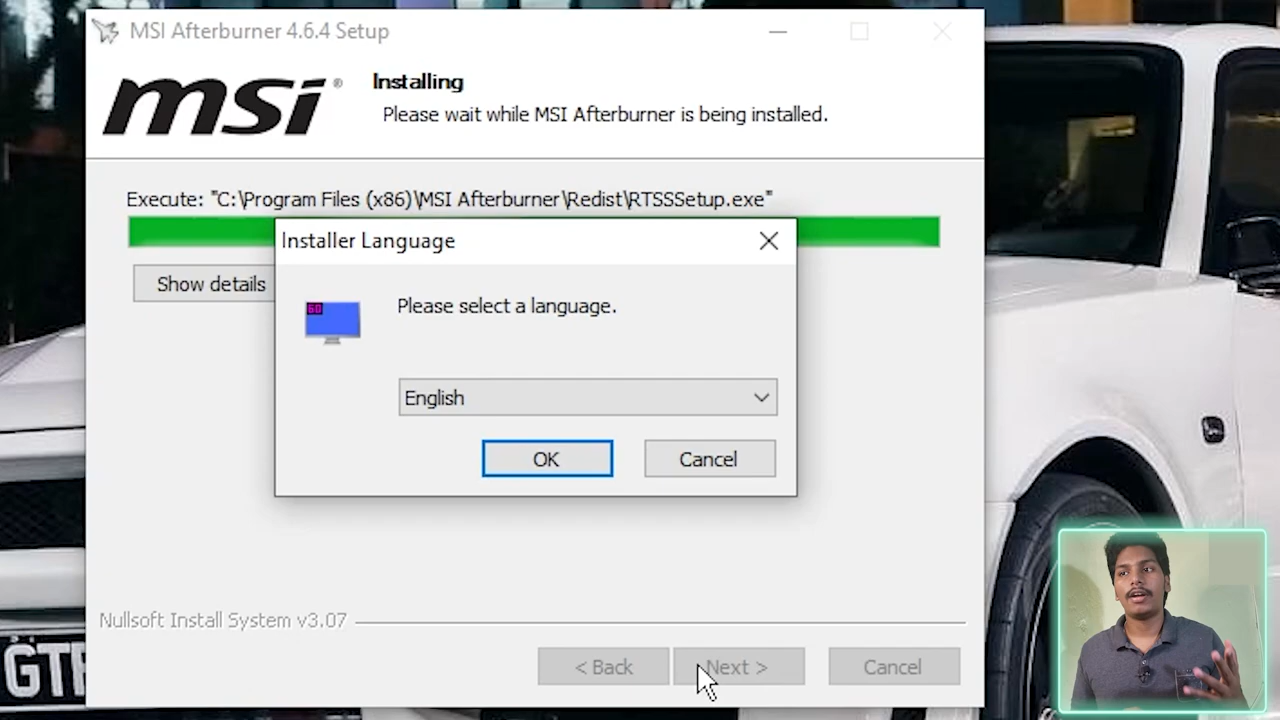 MSI Afterburner 4.6.4 Setup
msi®
Installing
Please wait while MSI Afterburner is being installed.
Execute: "C:\Program Files (x86)\MSI Afterburner\Redist\RTSSSetup.exe"
Show details
Installer Language
60
Please select a language.
English
OK
Cancel
Nullsoft Install System v3.07
< Back
Next >
Cancel